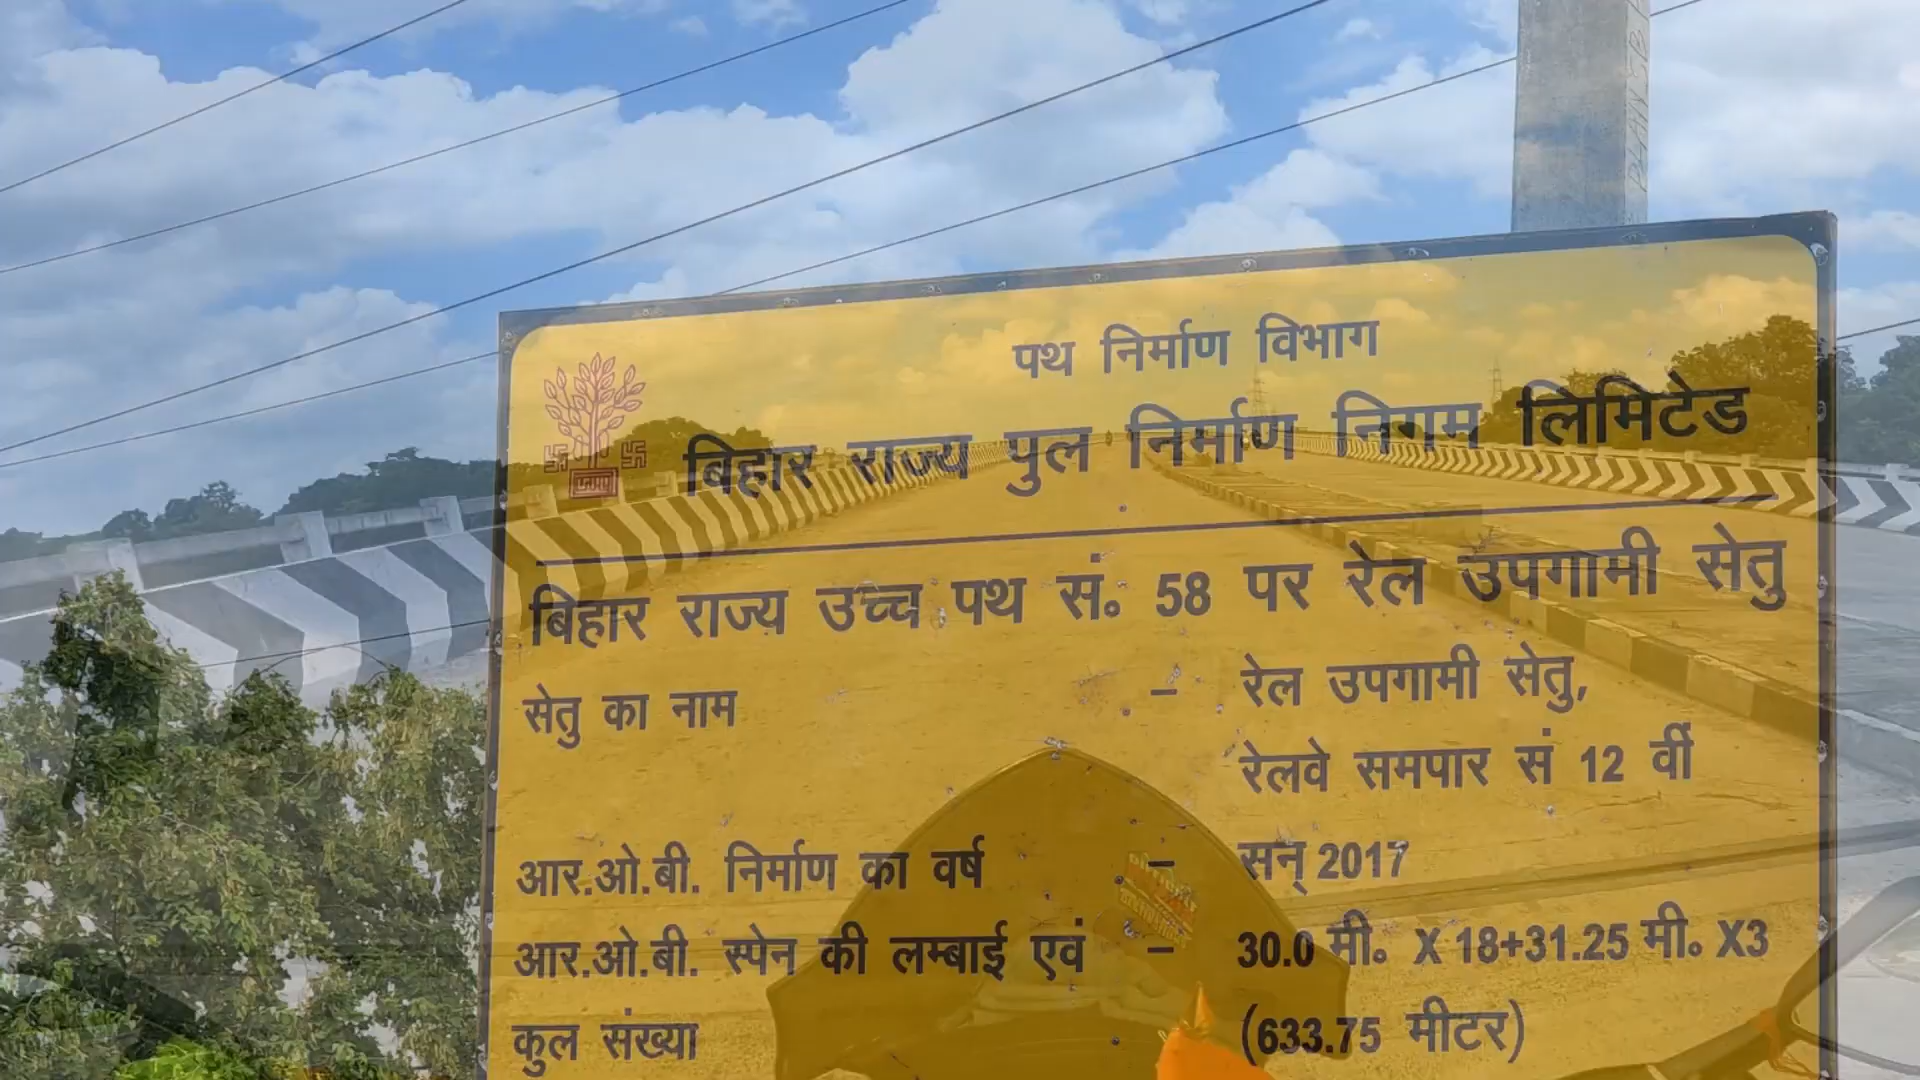 पथ निर्माण विभाग
बिहार राज्य पुल निर्माण निगम लिमिटेड
बिहार राज्य उच्च पथ सं. 58 पर रेल उपगामी सेतु
सेतु का नाम – रेल उपगामी सेतु,
रेलवे समपार सं 12 वीं
आर.ओ.बी. निर्माण का वर्ष – सन् 2017
आर.ओ.बी. स्पेन की लम्बाई एवं – 30.0 मी. X 18+31.25 मी. X3
कुल संख्या (633.75 मीटर)